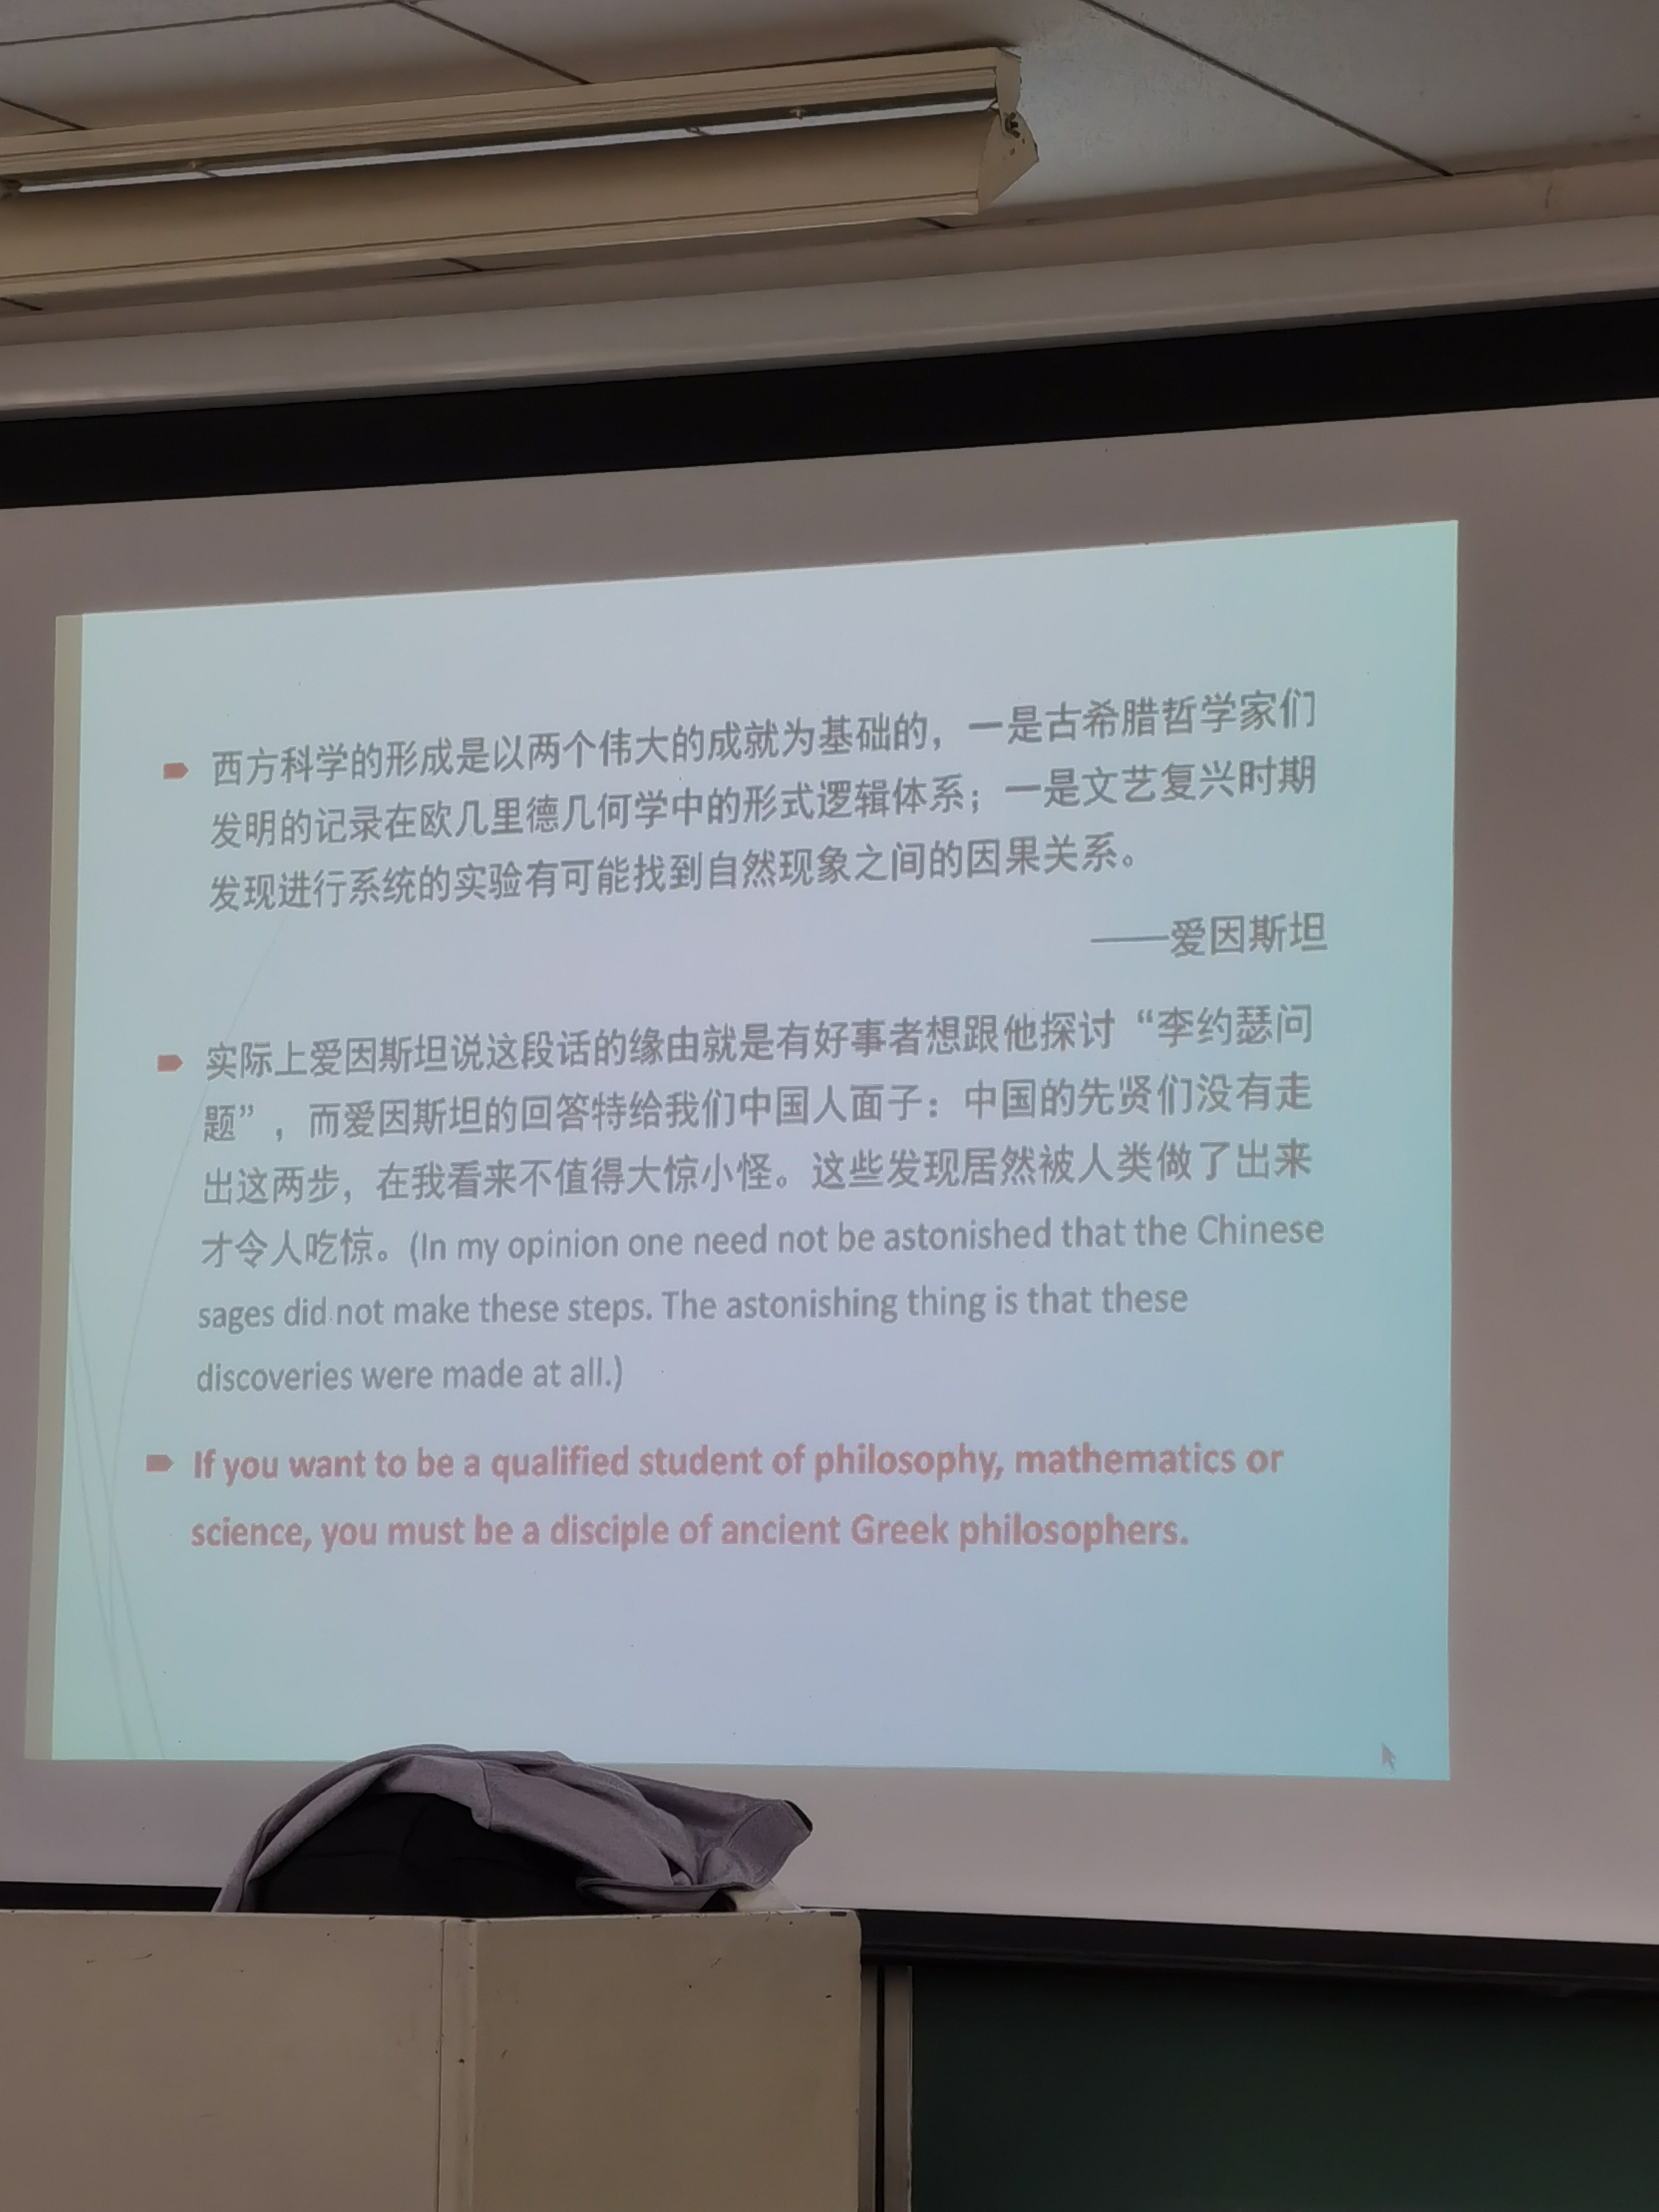 西方科学的形成是以两个伟大的成就为基础的，一是古希腊哲学家们
发明的记录在欧几里德几何学中的形式逻辑体系；一是文艺复兴时期
发现进行系统的实验有可能找到自然现象之间的因果关系。
——爱因斯坦
实际上爱因斯坦说这段话的缘由就是有好事者想跟他探讨“李约瑟问
题”，而爱因斯坦的回答特给我们中国人面子：中国的先贤们没有走
出这两步，在我看来不值得大惊小怪。这些发现居然被人类做了出来
才令人吃惊。(In my opinion one need not be astonished that the Chinese
sages did not make these steps. The astonishing thing is that these
discoveries were made at all.)
If you want to be a qualified student of philosophy, mathematics or
science, you must be a disciple of ancient Greek philosophers.